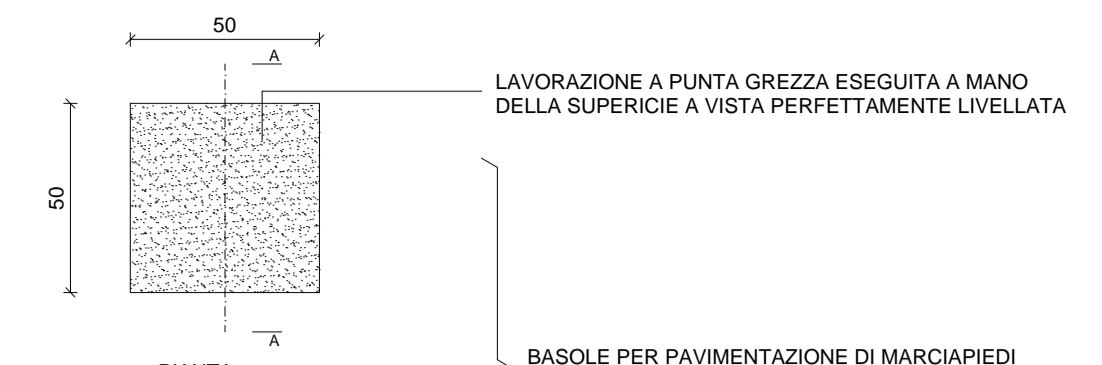 50
A
LAVORAZIONE A PUNTA GREZZA ESEGUITA A MANO
DELLA SUPERICIE A VISTA PERFETTAMENTE LIVELLATA
50
A
BASOLE PER PAVIMENTAZIONE DI MARCIAPIEDI